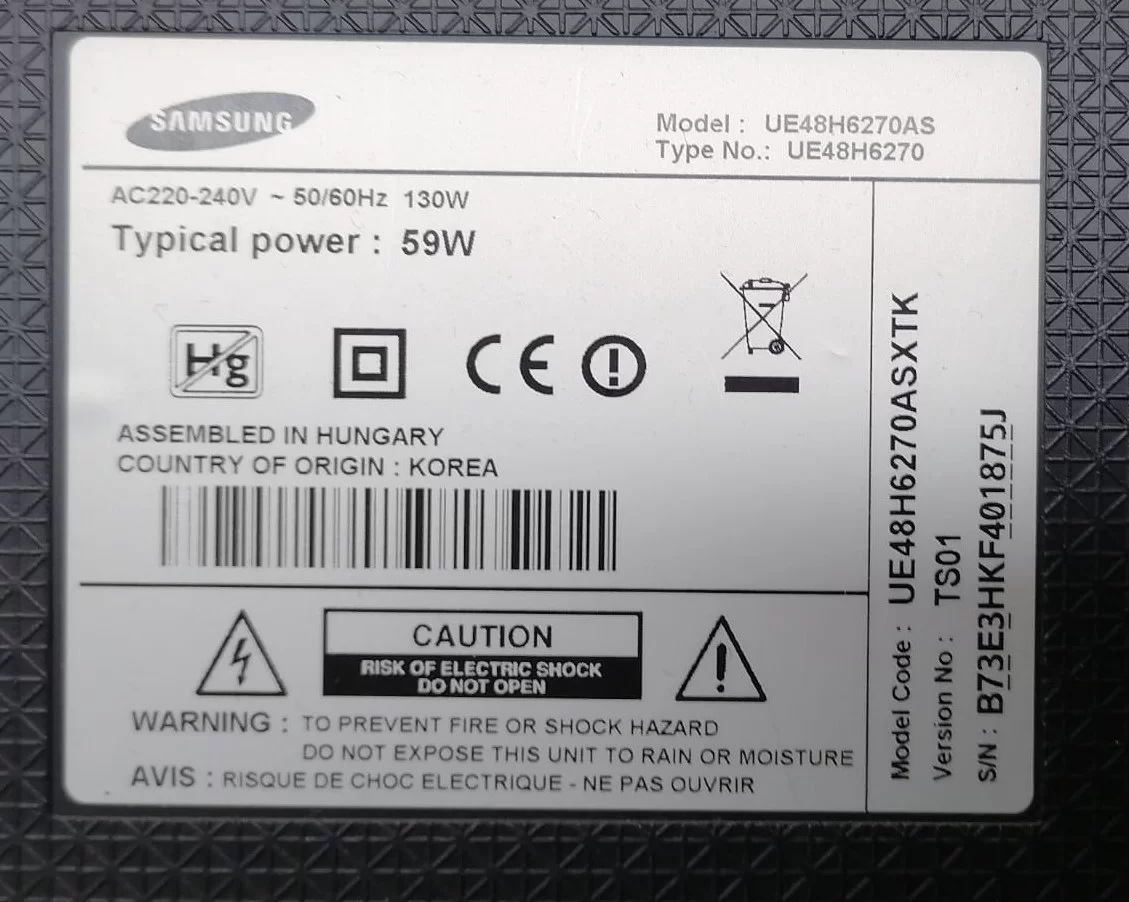 SAMSUNG
Model : UE48H6270AS
Type No.: UE48H6270
AC220-240V ~ 50/60Hz 130W
Typical power : 59W
Hg
CE
ASSEMBLED IN HUNGARY
COUNTRY OF ORIGIN : KOREA
CAUTION
RISK OF ELECTRIC SHOCK
DO NOT OPEN
WARNING : TO PREVENT FIRE OR SHOCK HAZARD
DO NOT EXPOSE THIS UNIT TO RAIN OR MOISTURE
AVIS : RISQUE DE CHOC ELECTRIQUE - NE PAS OUVRIR
Model Code : UE48H6270ASXTK
Version No : TS01
S/N : B73E3HKF401875J